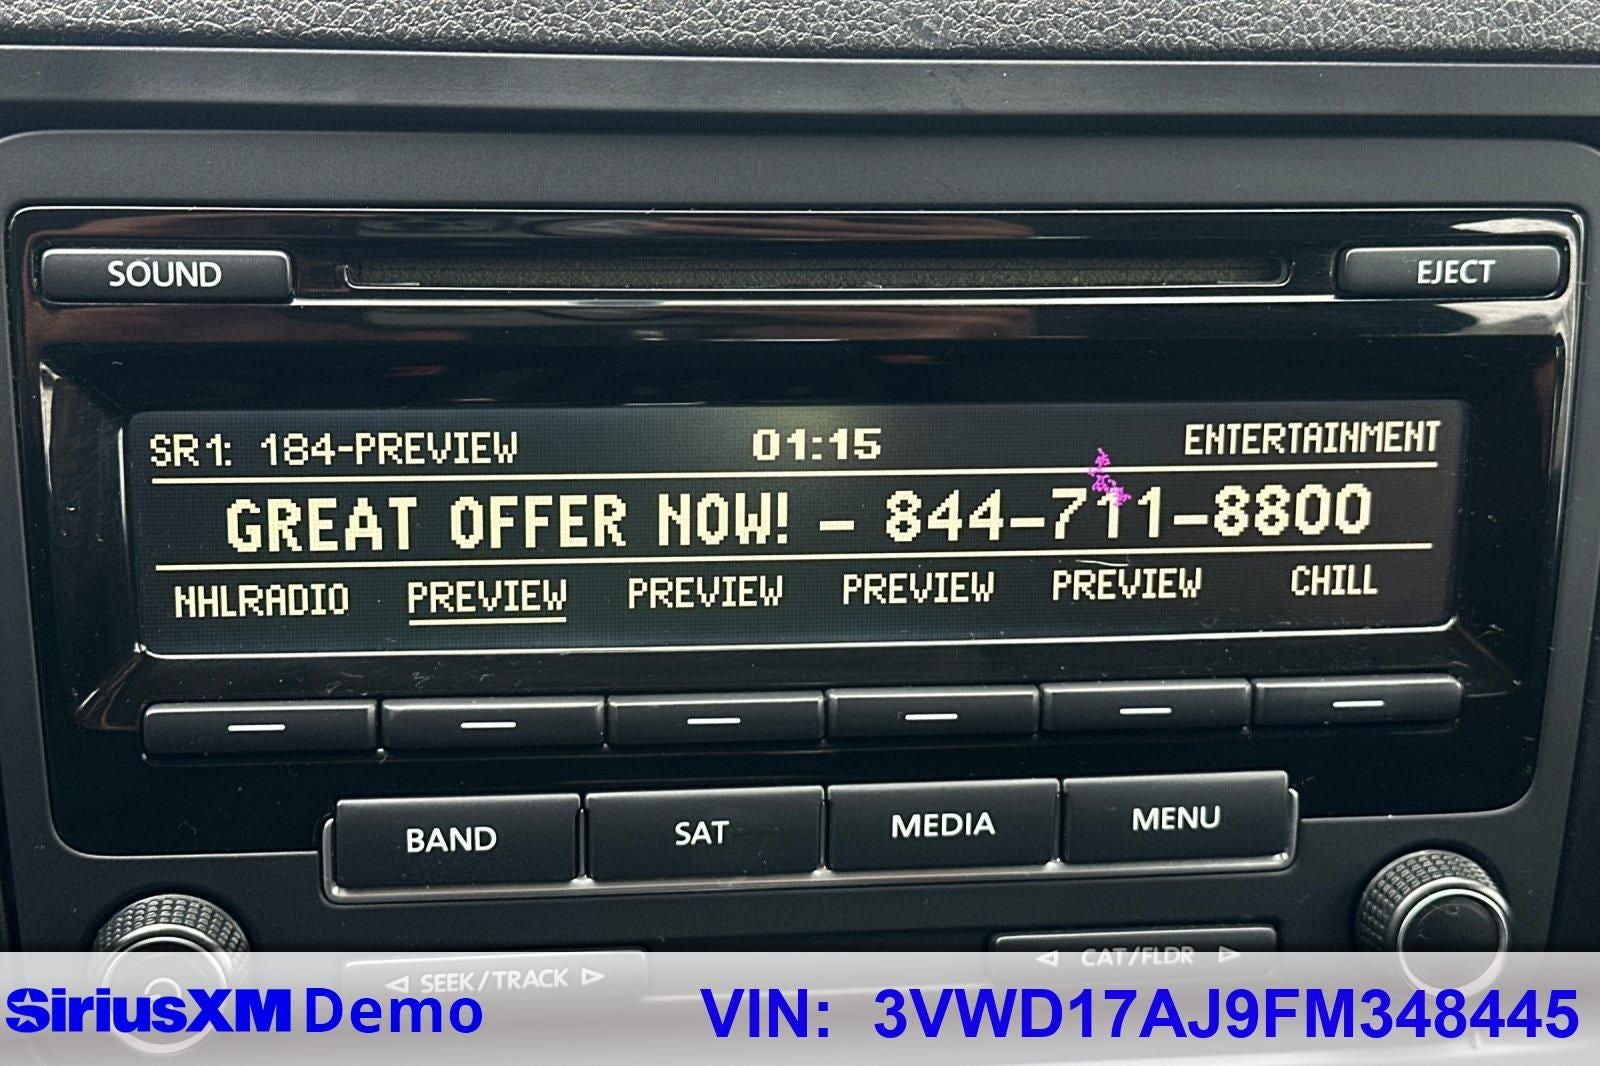 SOUND EJECT
SR1: 184-PREVIEW 01:15 ENTERTAINMENT
GREAT OFFER NOW! - 844-711-8800
NHLRADIO PREVIEW PREVIEW PREVIEW PREVIEW CHILL
BAND SAT MEDIA MENU
SEEK/TRACK CAT/FLDR
SiriusXM Demo VIN: 3VWD17AJ9FM348445